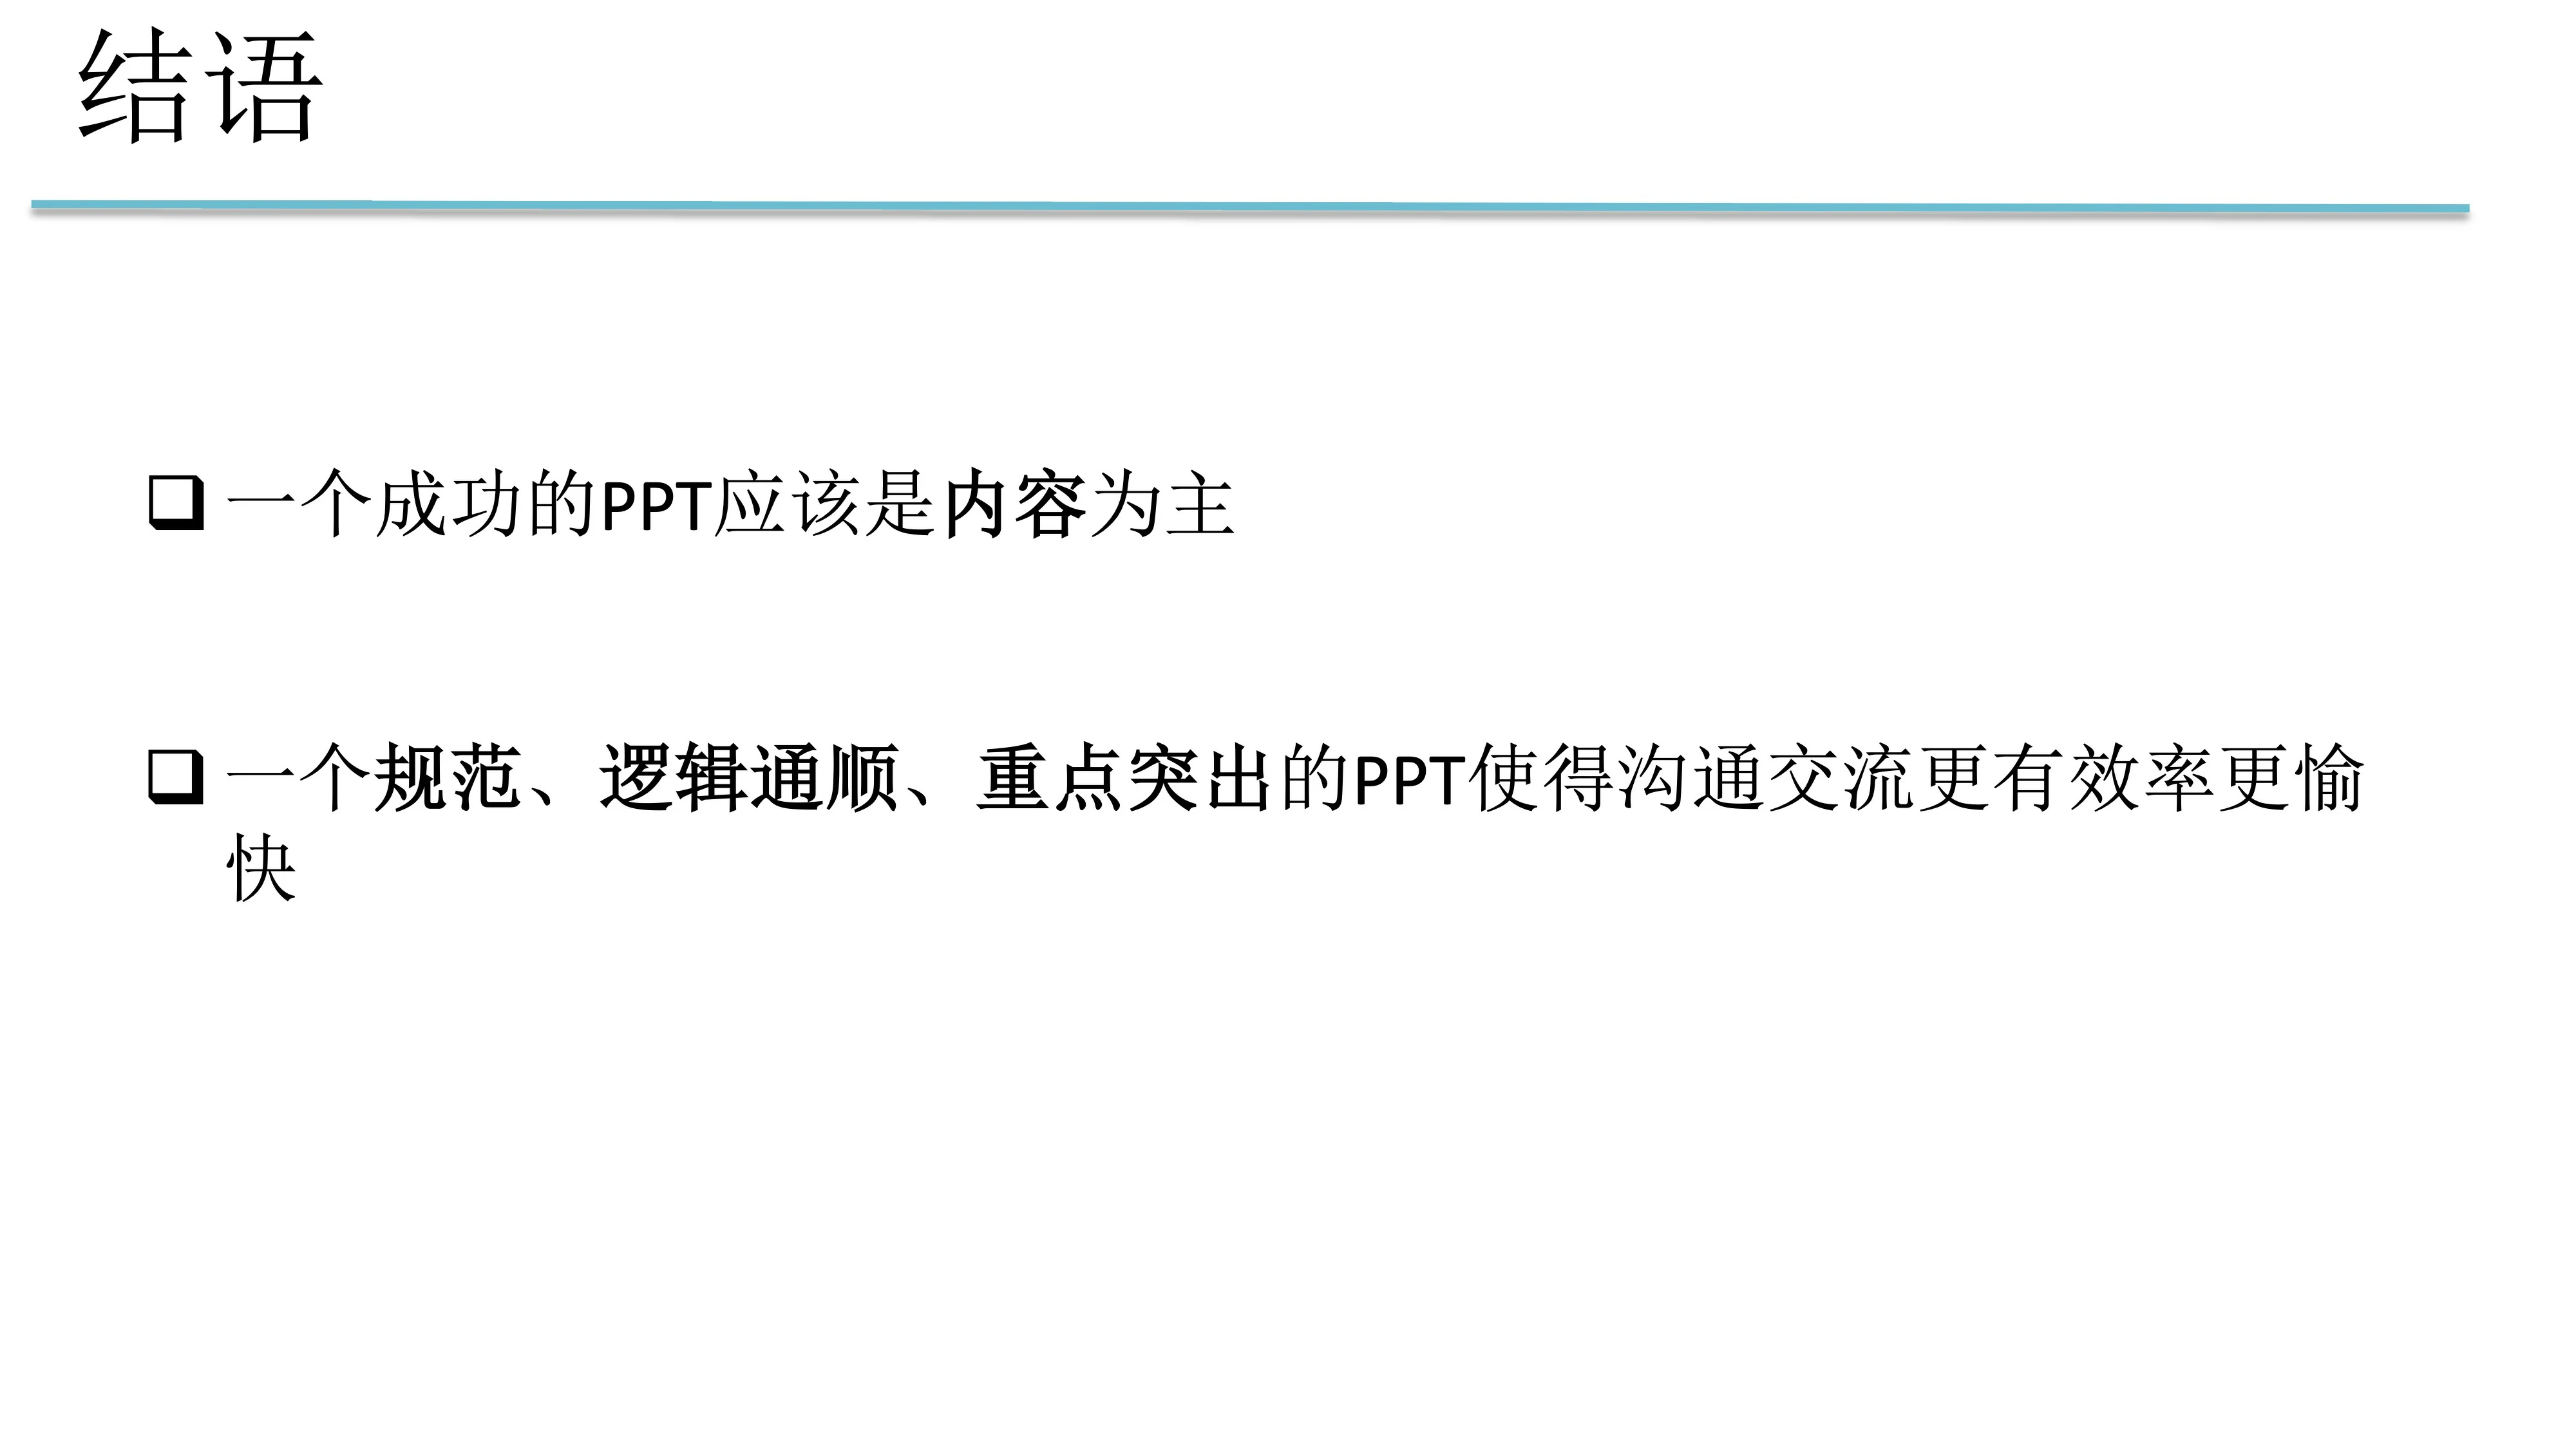 结语
一个成功的PPT应该是内容为主
一个规范、逻辑通顺、重点突出的PPT使得沟通交流更有效率更愉
快